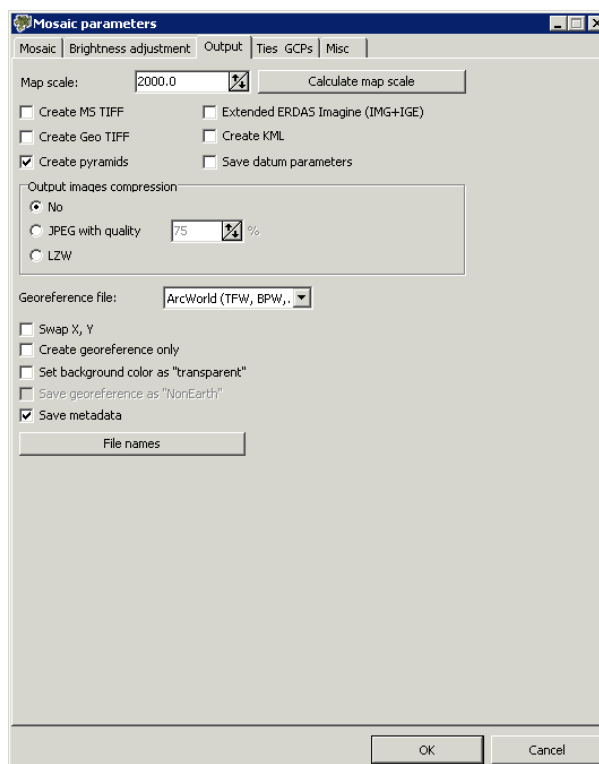 Mosaic parameters
Mosaic Brightness adjustment Output Ties GCPs Misc
Map scale: 2000.0 Calculate map scale
Create MS TIFF Extended ERDAS Imagine (IMG+IGE)
Create Geo TIFF Create KML
Create pyramids Save datum parameters
Output images compression
No
JPEG with quality 75 %
LZW
Georeference file: ArcWorld (TFW, BPW,.
Swap X, Y
Create georeference only
Set background color as "transparent"
Save georeference as "NonEarth"
Save metadata
File names
OK Cancel